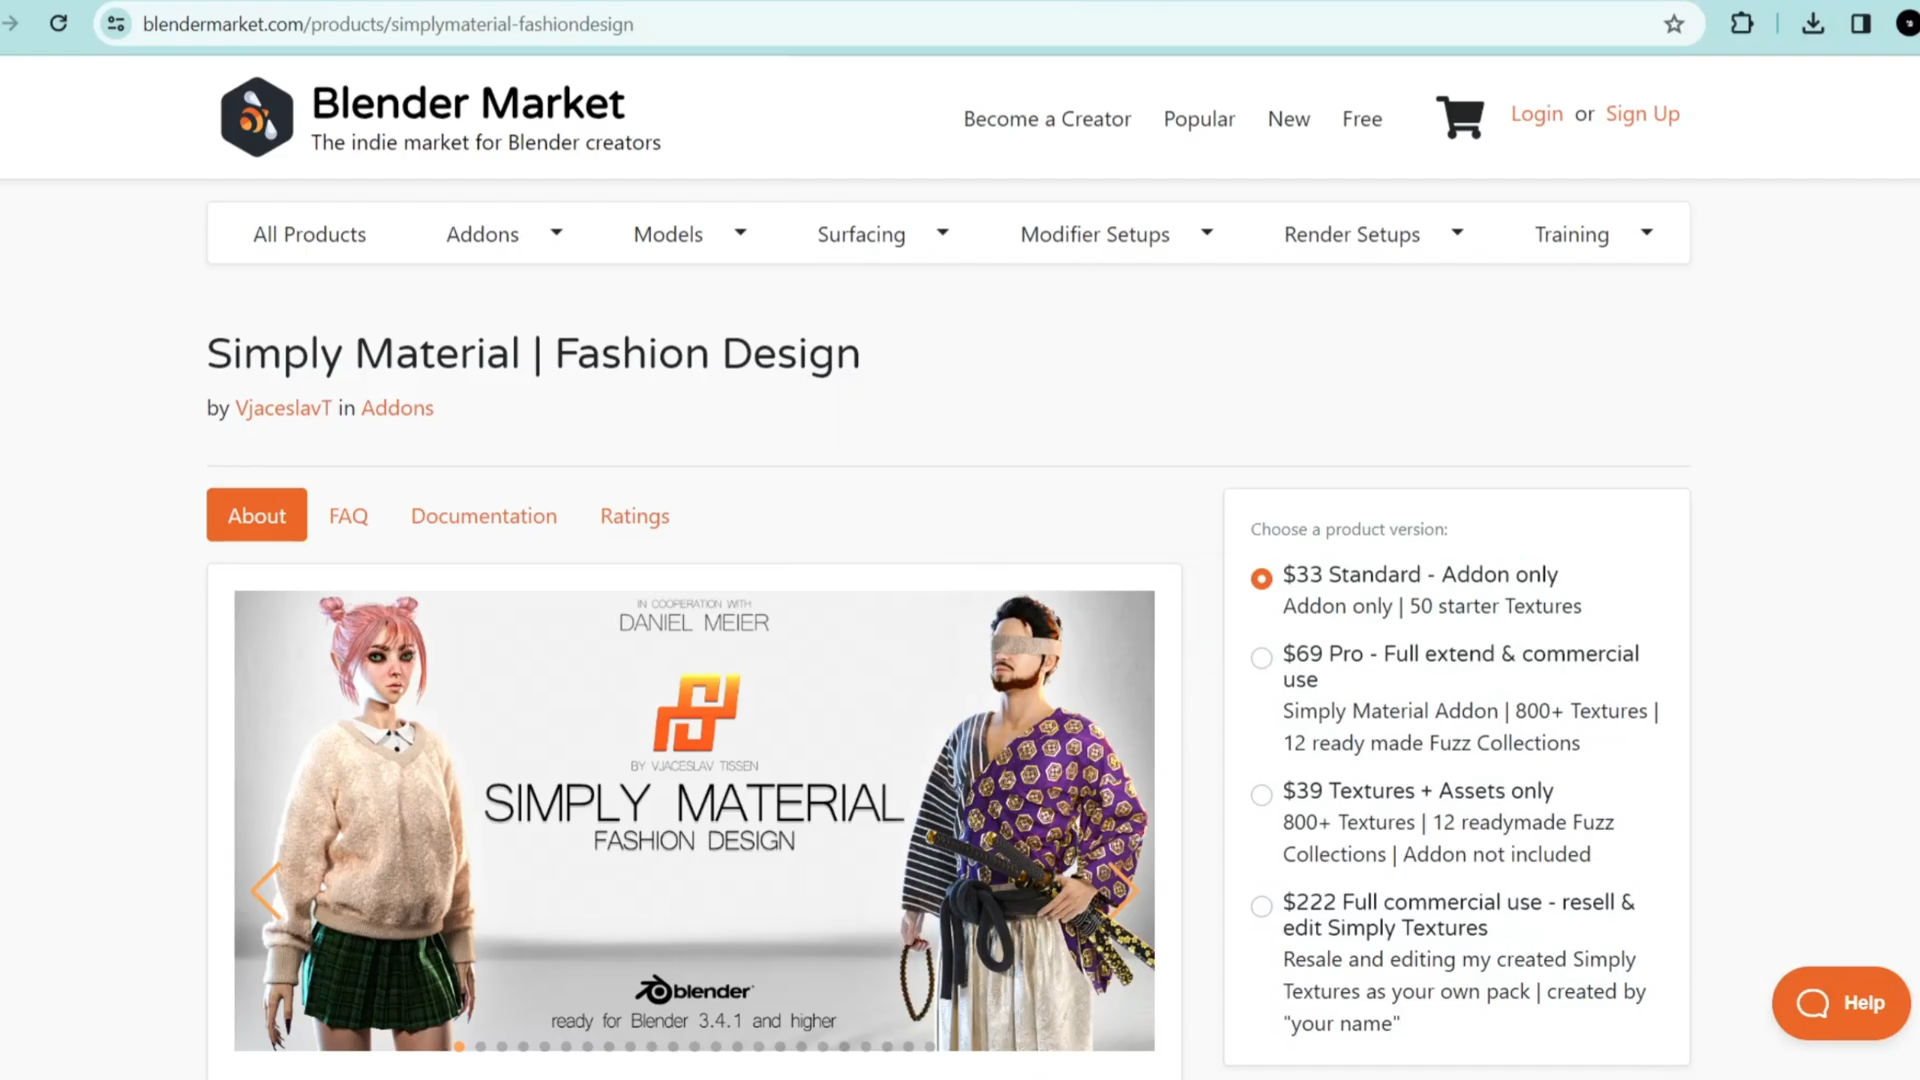 blendermarket.com/products/simplymaterial-fashiondesign
Blender Market
The indie market for Blender creators
Become a Creator Popular New Free Login or Sign Up
All Products Addons Models Surfacing Modifier Setups Render Setups Training
Simply Material | Fashion Design
by VjaceslavT in Addons
About FAQ Documentation Ratings
IN COOPERATION WITH
DANIEL MEIER
BY VJACESLAV TISSEN
SIMPLY MATERIAL
FASHION DESIGN
blender
ready for Blender 3.4.1 and higher
Choose a product version:
$33 Standard - Addon only
Addon only | 50 starter Textures
$69 Pro - Full extend & commercial
use
Simply Material Addon | 800+ Textures |
12 ready made Fuzz Collections
$39 Textures + Assets only
800+ Textures | 12 readymade Fuzz
Collections | Addon not included
$222 Full commercial use - resell &
edit Simply Textures
Resale and editing my created Simply
Textures as your own pack | created by
"your name"
Help